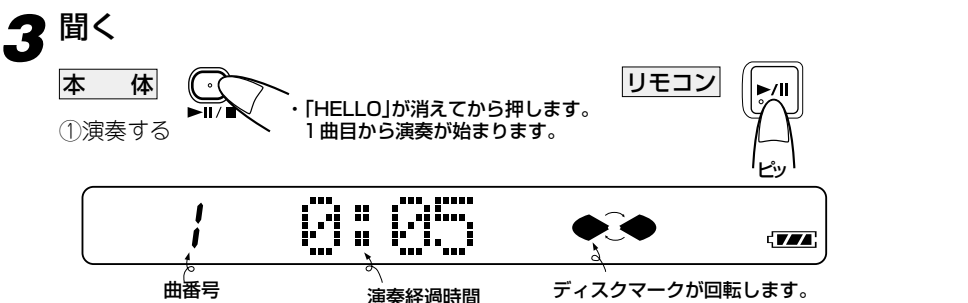 3 聞く
本　体
リモコン
►II/■
►/II
・「HELLO」が消えてから押します。
1曲目から演奏が始まります。
①演奏する
ピッ
1 0:05
曲番号
演奏経過時間
ディスクマークが回転します。